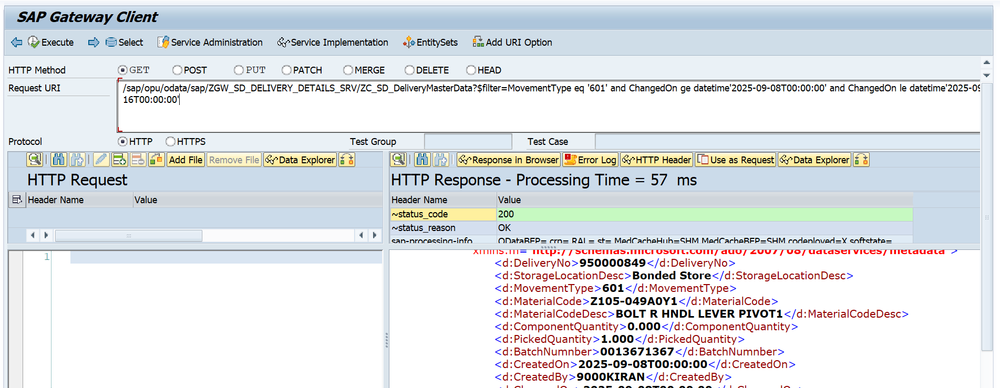 SAP Gateway Client
Execute Select Service Administration Service Implementation EntitySets Add URI Option
HTTP Method GET POST PUT PATCH MERGE DELETE HEAD
Request URI /sap/opu/odata/sap/ZGW_SD_DELIVERY_DETAILS_SRV/ZC_SD_DeliveryMasterData?$filter=MovementType eq '601' and ChangedOn ge datetime'2025-09-08T00:00:00' and ChangedOn le datetime'2025-09
16T00:00:00'
Protocol HTTP HTTPS Test Group Test Case
Add File Remove File Data Explorer Response in Browser Error Log HTTP Header Use as Request Data Explorer
HTTP Request HTTP Response - Processing Time = 57 ms
Header Name Value Header Name Value
~status_code 200
~status_reason OK
sap-processing-info ODataBEP= crp= RAL= st= MedCacheHub=SHM MedCacheBEP=SHM codeployed=X softstate=
1 xmlns:m="http://schemas.microsoft.com/ado/2007/08/dataservices/metadata">
<d:DeliveryNo>950000849</d:DeliveryNo>
<d:StorageLocationDesc>Bonded Store</d:StorageLocationDesc>
<d:MovementType>601</d:MovementType>
<d:MaterialCode>Z105-049A0Y1</d:MaterialCode>
<d:MaterialCodeDesc>BOLT R HNDL LEVER PIVOT1</d:MaterialCodeDesc>
<d:ComponentQuantity>0.000</d:ComponentQuantity>
<d:PickedQuantity>1.000</d:PickedQuantity>
<d:BatchNumnber>0013671367</d:BatchNumnber>
<d:CreatedOn>2025-09-08T00:00:00</d:CreatedOn>
<d:CreatedBy>9000KIRAN</d:CreatedBy>
<d:ChangedOn>2025-09-08T00:00:00</d:ChangedOn>